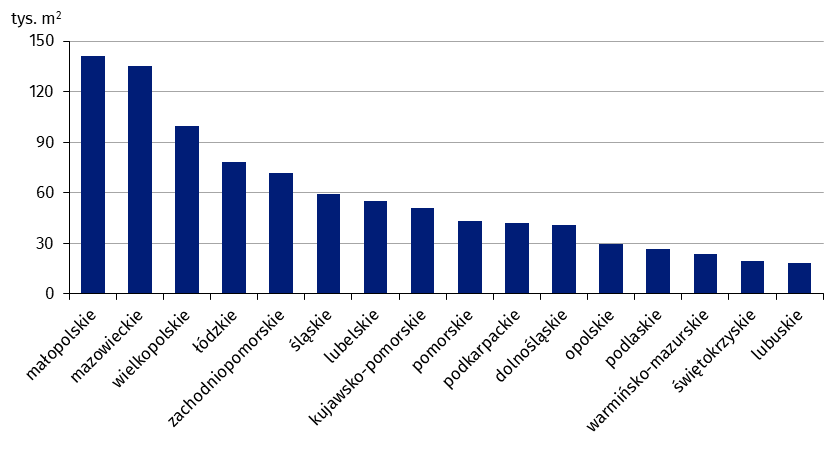 tys. m²
150
120
90
60
30
0
małopolskie
mazowieckie
wielkopolskie
łódzkie
zachodniopomorskie
śląskie
lubelskie
kujawsko-pomorskie
pomorskie
podkarpackie
dolnośląskie
opolskie
podlaskie
warmińsko-mazurskie
świętokrzyskie
lubuskie